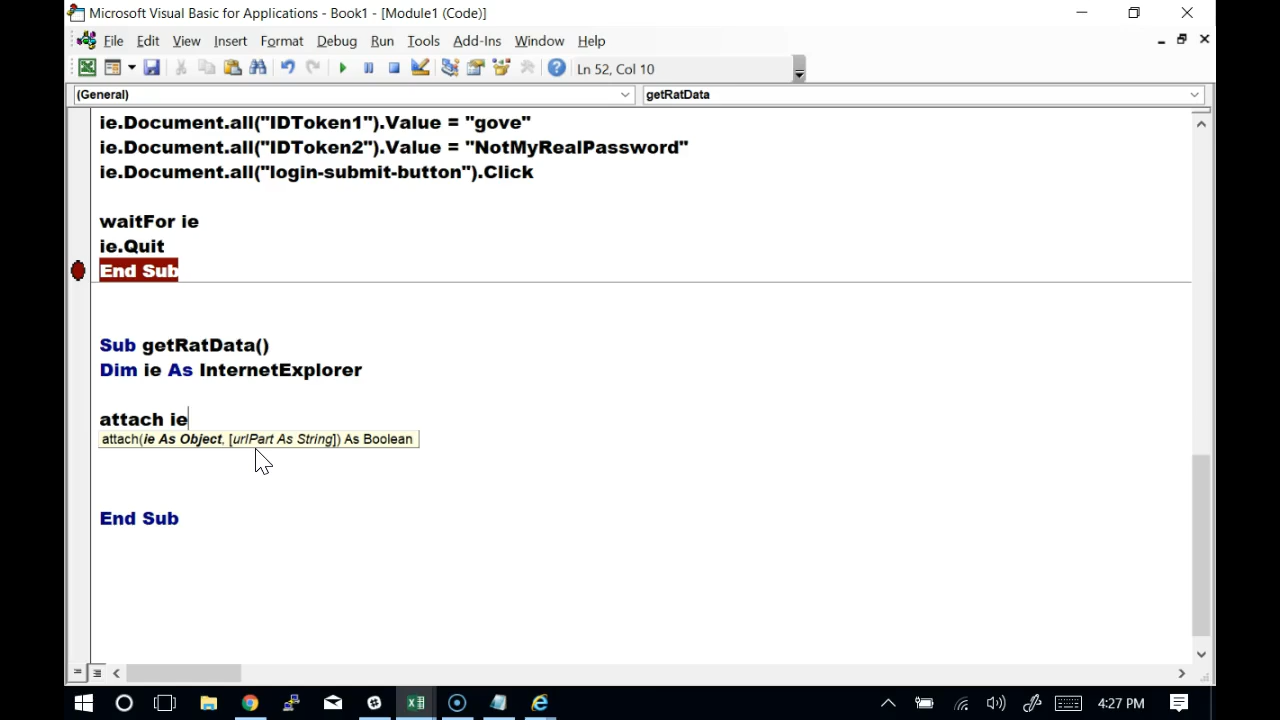 Microsoft Visual Basic for Applications - Book1 - [Module1 (Code)]
File Edit View Insert Format Debug Run Tools Add-Ins Window Help
Ln 52, Col 10
(General) getRatData
ie.Document.all("IDToken1").Value = "gove"
ie.Document.all("IDToken2").Value = "NotMyRealPassword"
ie.Document.all("login-submit-button").Click
waitFor ie
ie.Quit
End Sub
Sub getRatData()
Dim ie As InternetExplorer
attach ie
attach(ie As Object, [urlPart As String]) As Boolean
End Sub
4:27 PM